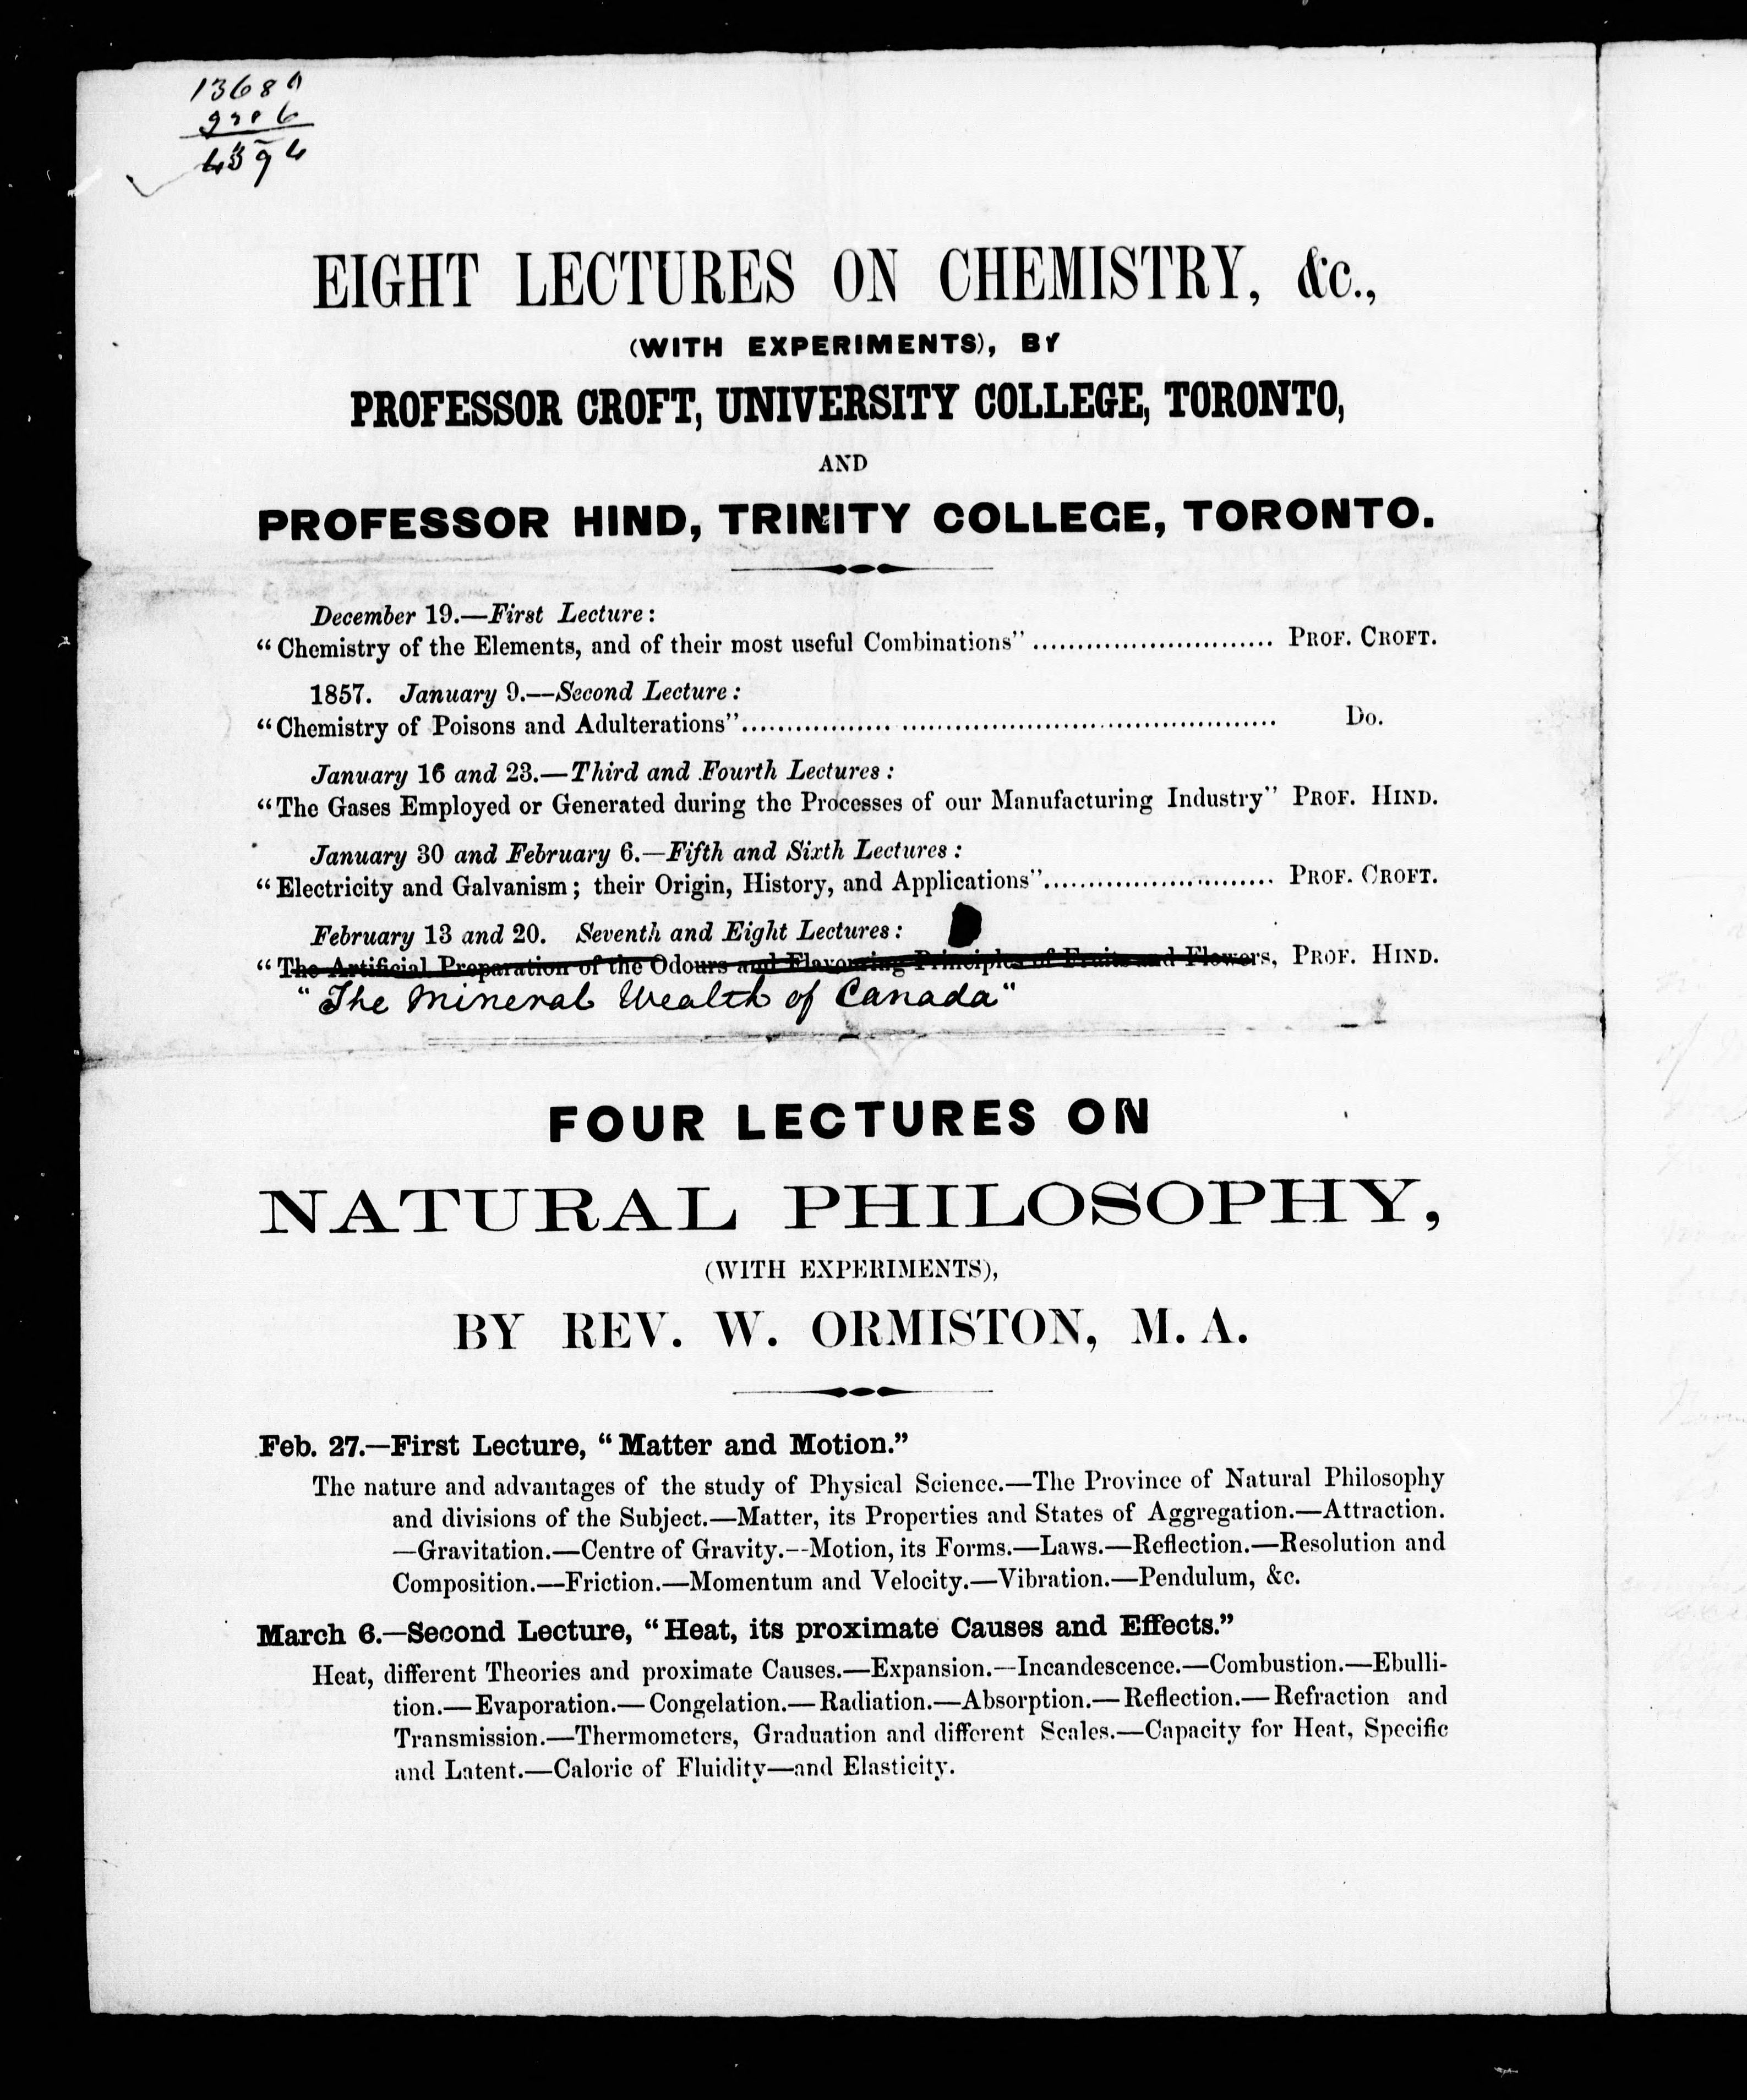 EIGHT LECTURES ON CHEMISTRY, &c.,
(WITH EXPERIMENTS), BY
PROFESSOR CROFT, UNIVERSITY COLLEGE, TORONTO,
AND
PROFESSOR HIND, TRINITY COLLEGE, TORONTO.
December 19.—First Lecture:
“Chemistry of the Elements, and of their most useful Combinations” ........................... PROF. CROFT.
1857. January 9.—Second Lecture:
“Chemistry of Poisons and Adulterations”............................................................ Do.
January 16 and 23.—Third and Fourth Lectures:
“The Gases Employed or Generated during the Processes of our Manufacturing Industry” PROF. HIND.
January 30 and February 6.—Fifth and Sixth Lectures:
“Electricity and Galvanism; their Origin, History, and Applications”.......................... PROF. CROFT.
February 13 and 20. Seventh and Eight Lectures:
“The Artificial Preparation of the Odours and Flavouring Principles of Fruits and Flowers, PROF. HIND.
"The Mineral Wealth of Canada"
FOUR LECTURES ON
NATURAL PHILOSOPHY,
(WITH EXPERIMENTS),
BY REV. W. ORMISTON, M. A.
Feb. 27.—First Lecture, “Matter and Motion.”
The nature and advantages of the study of Physical Science.—The Province of Natural Philosophy
and divisions of the Subject.—Matter, its Properties and States of Aggregation.—Attraction.
—Gravitation.—Centre of Gravity.--Motion, its Forms.—Laws.—Reflection.—Resolution and
Composition.—Friction.—Momentum and Velocity.—Vibration.—Pendulum, &c.
March 6.—Second Lecture, “Heat, its proximate Causes and Effects.”
Heat, different Theories and proximate Causes.—Expansion.—Incandescence.—Combustion.—Ebulli-
tion.—Evaporation.—Congelation.—Radiation.—Absorption.—Reflection.—Refraction and
Transmission.—Thermometers, Graduation and different Scales.—Capacity for Heat, Specific
and Latent.—Caloric of Fluidity—and Elasticity.